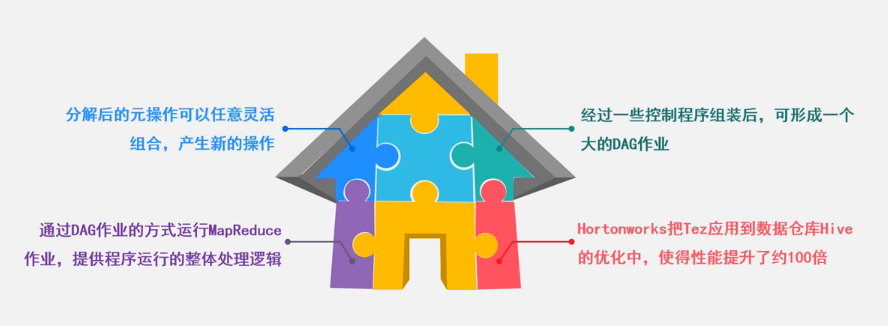 分解后的元操作可以任意灵活
组合，产生新的操作
经过一些控制程序组装后，可形成一个
大的DAG作业
通过DAG作业的方式运行MapReduce
作业，提供程序运行的整体处理逻辑
Hortonworks把Tez应用到数据仓库Hive
的优化中，使得性能提升了约100倍